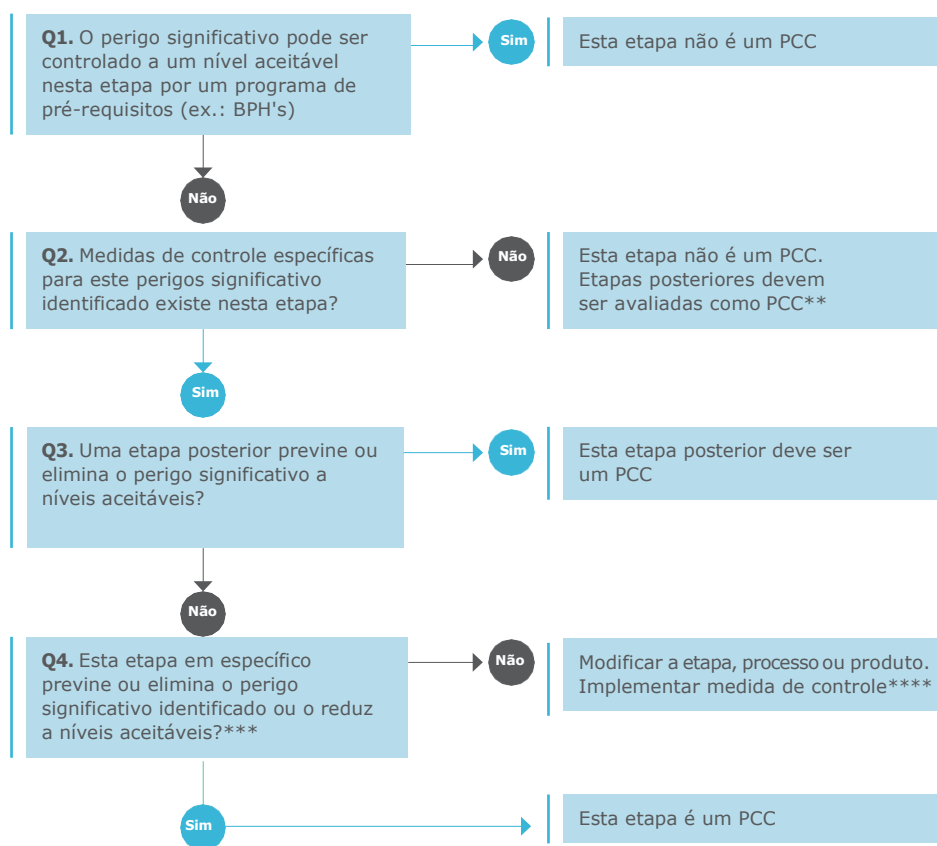 Q1. O perigo significativo pode ser
controlado a um nível aceitável
nesta etapa por um programa de
pré-requisitos (ex.: BPH's)
Sim
Esta etapa não é um PCC
Não
Q2. Medidas de controle específicas
para este perigos significativo
identificado existe nesta etapa?
Não
Esta etapa não é um PCC.
Etapas posteriores devem
ser avaliadas como PCC**
Sim
Q3. Uma etapa posterior previne ou
elimina o perigo significativo a
níveis aceitáveis?
Sim
Esta etapa posterior deve ser
um PCC
Não
Q4. Esta etapa em específico
previne ou elimina o perigo
significativo identificado ou o reduz
a níveis aceitáveis?***
Não
Modificar a etapa, processo ou produto.
Implementar medida de controle****
Sim
Esta etapa é um PCC